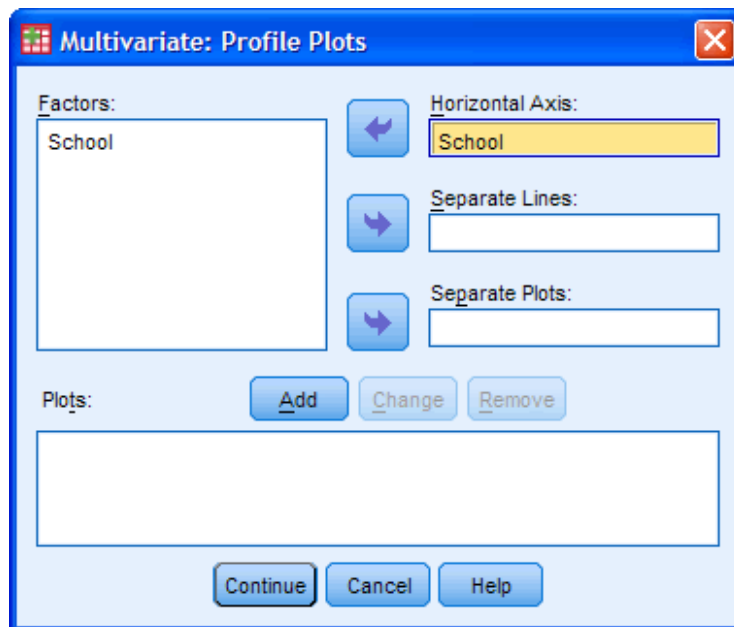 Multivariate: Profile Plots
Factors:
School
Horizontal Axis:
School
Separate Lines:
Separate Plots:
Plots:
Add
Change
Remove
Continue
Cancel
Help